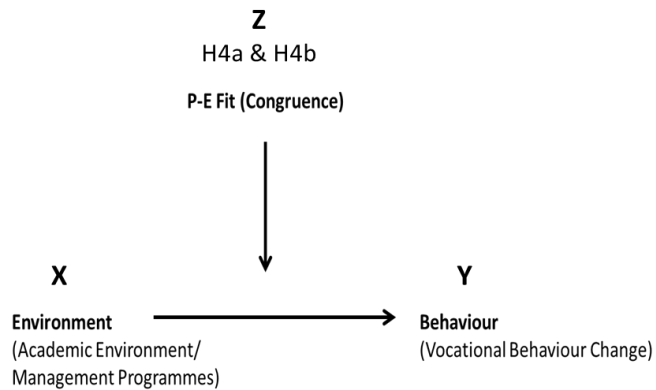 Z
H4a & H4b
P-E Fit (Congruence)
X
Y
Environment
(Academic Environment/
Management Programmes)
Behaviour
(Vocational Behaviour Change)